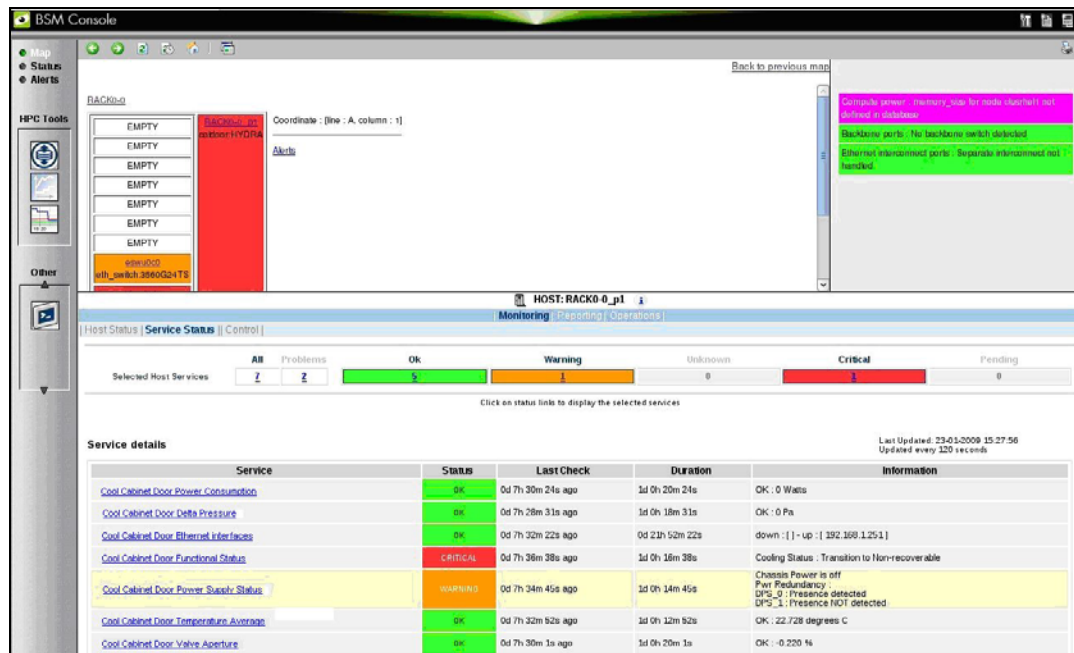 BSM Console
Map
Status
Alerts
HPC Tools
Other
Back to previous map
RACK0-0
EMPTY
EMPTY
EMPTY
EMPTY
EMPTY
EMPTY
EMPTY
eswu0c0
eth_switch:3560G24TS
RACK0-0_p1
coldoor:HYDRA
Coordinate : [line : A, column : 1]
Alerts
Compute power : memory_size for node
not defined in database
Backbone ports : No backbone switch detected
Ethernet interconnect ports : Separate interconnect not handled.
HOST: RACK0-0_p1
| Monitoring | Reporting | Operations |
| Host Status | Service Status || Control |
All Problems Ok Warning Unknown Critical Pending
Selected Host Services 7 2 5 1 0 1 0
Click on status links to display the selected services
Service details
Last Updated: 23-01-2009 15:27:56
Updated every 120 seconds
Service Status Last Check Duration Information
Cool Cabinet Door Power Consumption OK 0d 7h 30m 24s ago 1d 0h 20m 24s OK : 0 Watts
Cool Cabinet Door Delta Pressure OK 0d 7h 28m 31s ago 1d 0h 18m 31s OK : 0 Pa
Cool Cabinet Door Ethernet interfaces OK 0d 7h 32m 22s ago 0d 21h 52m 22s down : [ ] - up : [ 192.168.1.251 ]
Cool Cabinet Door Functional Status CRITICAL 0d 7h 36m 38s ago 1d 0h 16m 38s Cooling Status : Transition to Non-recoverable
Cool Cabinet Door Power Supply Status WARNING 0d 7h 34m 45s ago 1d 0h 14m 45s Chassis Power is off
Pwr Redundancy :
DPS_0 : Presence detected
DPS_1 : Presence NOT detected
Cool Cabinet Door Temperature Average OK 0d 7h 32m 52s ago 1d 0h 12m 52s OK : 22.728 degrees C
Cool Cabinet Door Valve Aperture OK 0d 7h 30m 1s ago 1d 0h 20m 1s OK : -0.220 %